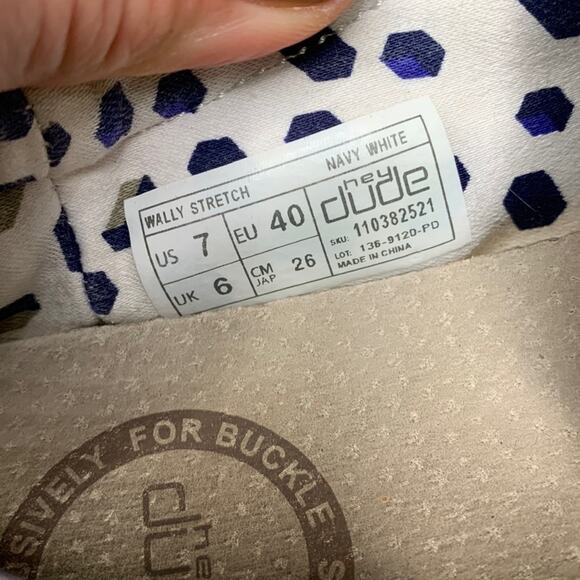 WALLY STRETCH NAVY WHITE
US 7 EU 40
UK 6 CM JAP 26
hey dude
SKU: 110382521
LOT: 136-912D-PD
MADE IN CHINA
FOR BUCKLE
hey